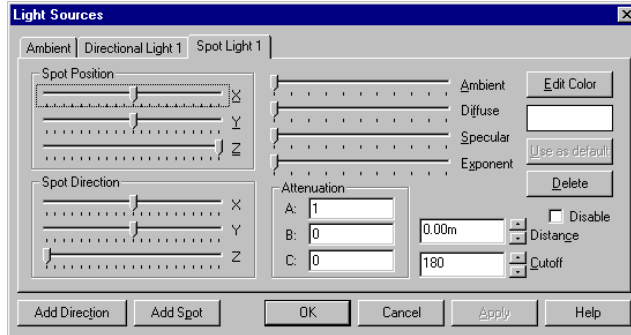 Light Sources
Ambient Directional Light 1 Spot Light 1
Spot Position
X
Y
Z
Ambient
Diffuse
Specular
Exponent
Edit Color
Use as default
Delete
Disable
Spot Direction
X
Y
Z
Attenuation
A: 1
B: 0
C: 0
0.00m Distance
180 Cutoff
Add Direction Add Spot OK Cancel Apply Help